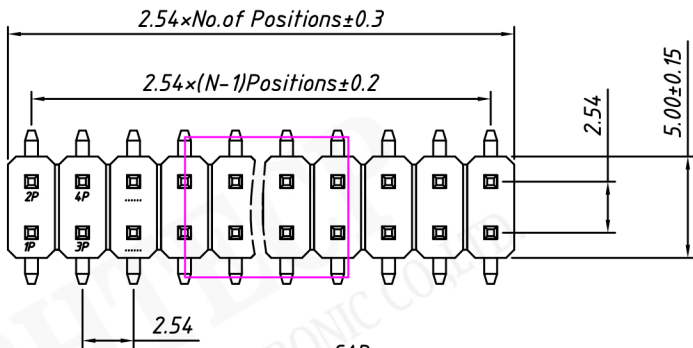 2.54×No.of Positions±0.3
2.54×(N-1)Positions±0.2
2.54
5.00±0.15
2P 4P ......
1P 3P ......
2.54